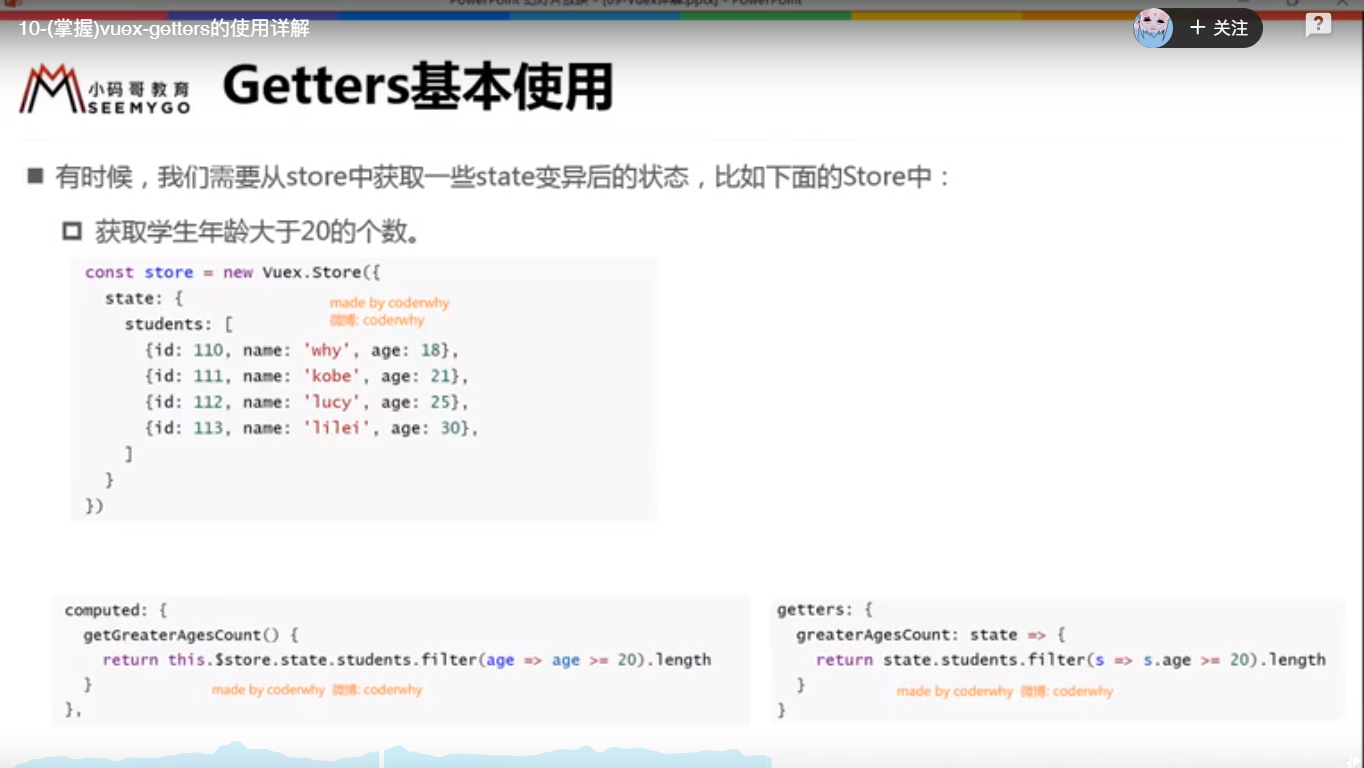 10-(掌握)vuex-getters的使用详解
+ 关注
?
小码哥教育
SEEMYGO
Getters基本使用
■ 有时候，我们需要从store中获取一些state变异后的状态，比如下面的Store中：
获取学生年龄大于20的个数。
const store = new Vuex.Store({
state: {
made by coderwhy
students: [
微博: coderwhy
{id: 110, name: 'why', age: 18},
{id: 111, name: 'kobe', age: 21},
{id: 112, name: 'lucy', age: 25},
{id: 113, name: 'lilei', age: 30},
]
}
})
computed: {
getGreaterAgesCount() {
return this.$store.state.students.filter(age => age >= 20).length
}
made by coderwhy 微博: coderwhy
},
getters: {
greaterAgesCount: state => {
return state.students.filter(s => s.age >= 20).length
}
made by coderwhy 微博: coderwhy
}